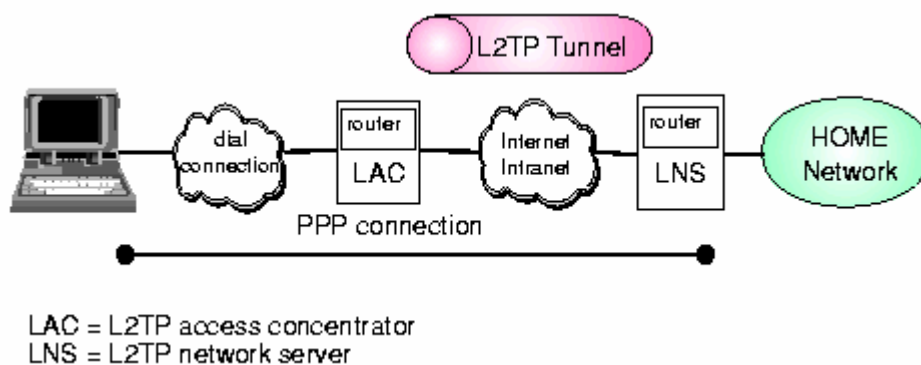 L2TP Tunnel
dial
connection
router
LAC
Internet
Intranet
router
LNS
HOME
Network
PPP connection
LAC = L2TP access concentrator
LNS = L2TP network server